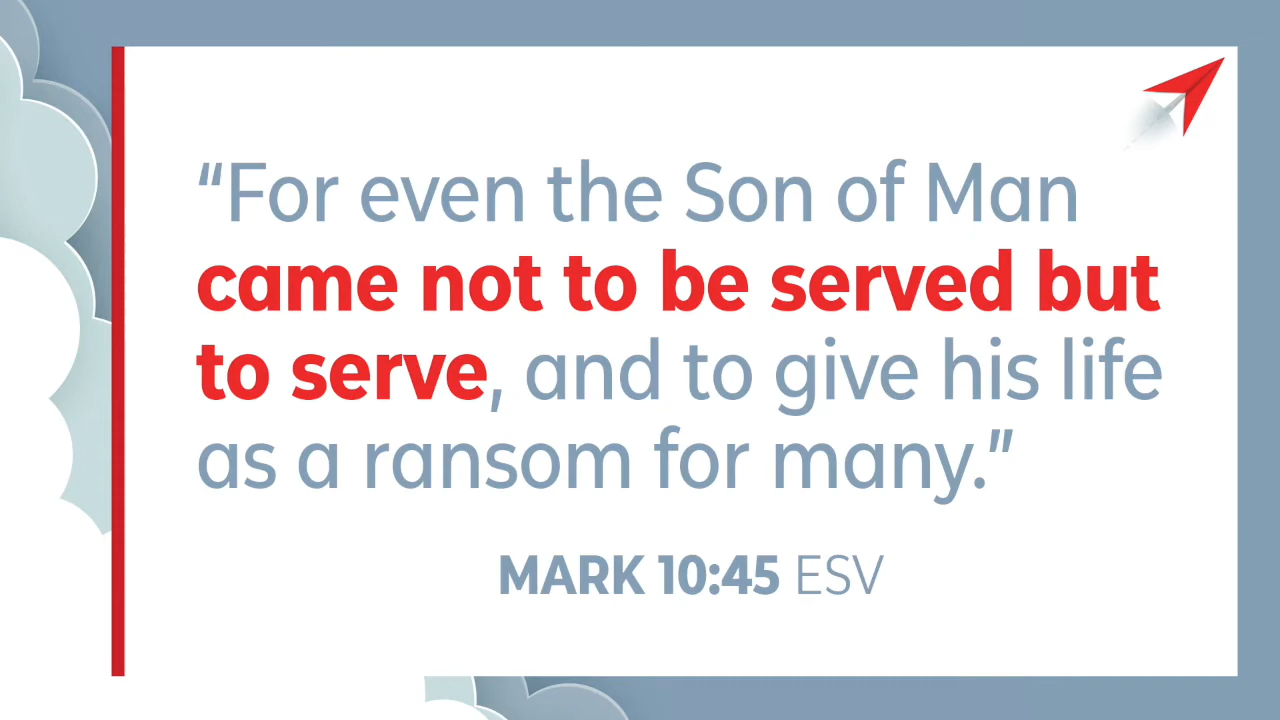 “For even the Son of Man
came not to be served but
to serve, and to give his life
as a ransom for many.”
MARK 10:45 ESV